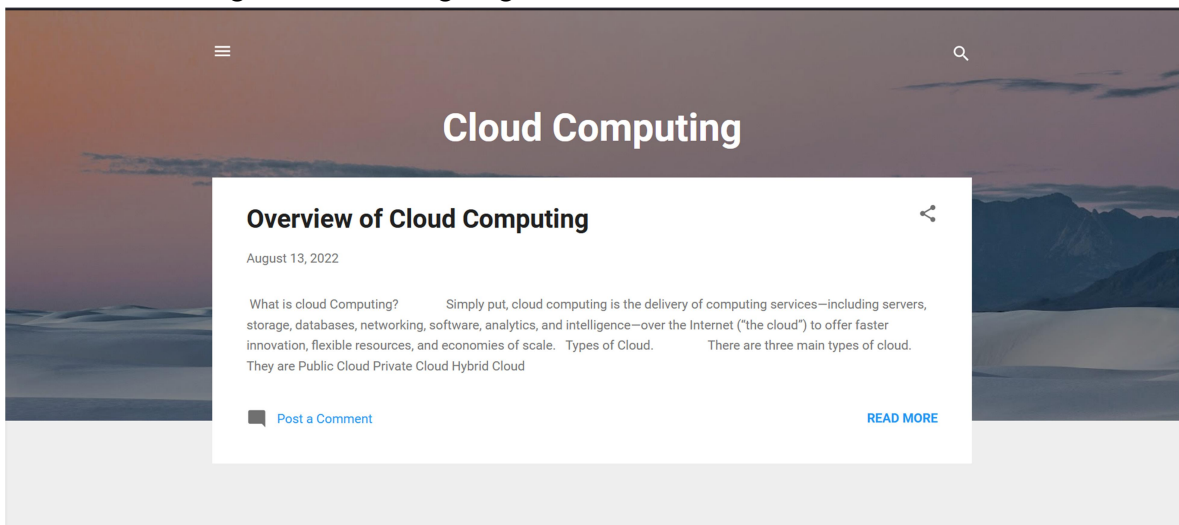 Cloud Computing
Overview of Cloud Computing
August 13, 2022
What is cloud Computing? Simply put, cloud computing is the delivery of computing services—including servers,
storage, databases, networking, software, analytics, and intelligence—over the Internet (“the cloud”) to offer faster
innovation, flexible resources, and economies of scale. Types of Cloud. There are three main types of cloud.
They are Public Cloud Private Cloud Hybrid Cloud
Post a Comment
READ MORE